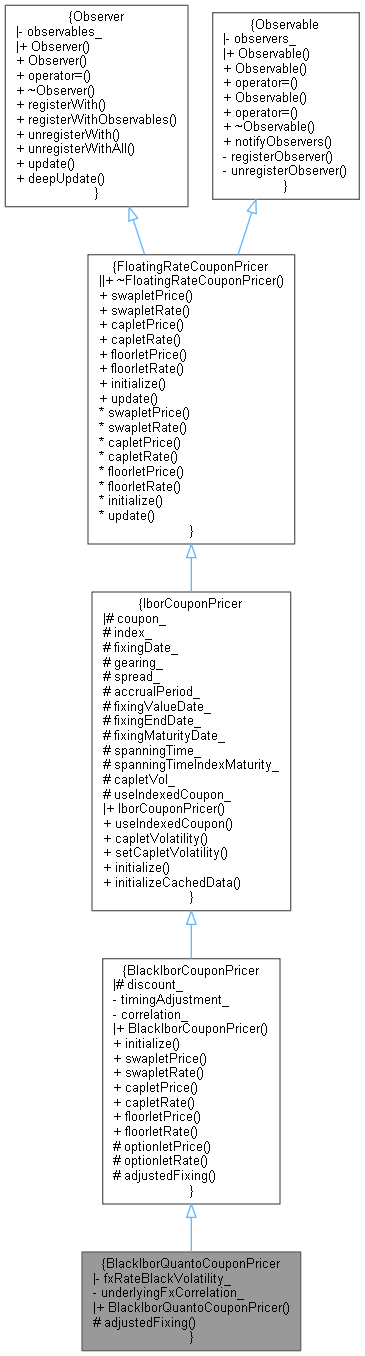 {Observer
|- observables_
|+ Observer()
+ Observer()
+ operator=()
+ ~Observer()
+ registerWith()
+ registerWithObservables()
+ unregisterWith()
+ unregisterWithAll()
+ update()
+ deepUpdate()
}
{Observable
|- observers_
|+ Observable()
+ Observable()
+ operator=()
+ Observable()
+ operator=()
+ ~Observable()
+ notifyObservers()
- registerObserver()
- unregisterObserver()
}
{FloatingRateCouponPricer
||+ ~FloatingRateCouponPricer()
+ swapletPrice()
+ swapletRate()
+ capletPrice()
+ capletRate()
+ floorletPrice()
+ floorletRate()
+ initialize()
+ update()
* swapletPrice()
* swapletRate()
* capletPrice()
* capletRate()
* floorletPrice()
* floorletRate()
* initialize()
* update()
}
{IborCouponPricer
|# coupon_
# index_
# fixingDate_
# gearing_
# spread_
# accrualPeriod_
# fixingValueDate_
# fixingEndDate_
# fixingMaturityDate_
# spanningTime_
# spanningTimeIndexMaturity_
# capletVol_
# useIndexedCoupon_
|+ IborCouponPricer()
+ useIndexedCoupon()
+ capletVolatility()
+ setCapletVolatility()
+ initialize()
+ initializeCachedData()
}
{BlackIborCouponPricer
|# discount_
- timingAdjustment_
- correlation_
|+ BlackIborCouponPricer()
+ initialize()
+ swapletPrice()
+ swapletRate()
+ capletPrice()
+ capletRate()
+ floorletPrice()
+ floorletRate()
# optionletPrice()
# optionletRate()
# adjustedFixing()
}
{BlackIborQuantoCouponPricer
|- fxRateBlackVolatility_
- underlyingFxCorrelation_
|+ BlackIborQuantoCouponPricer()
# adjustedFixing()
}